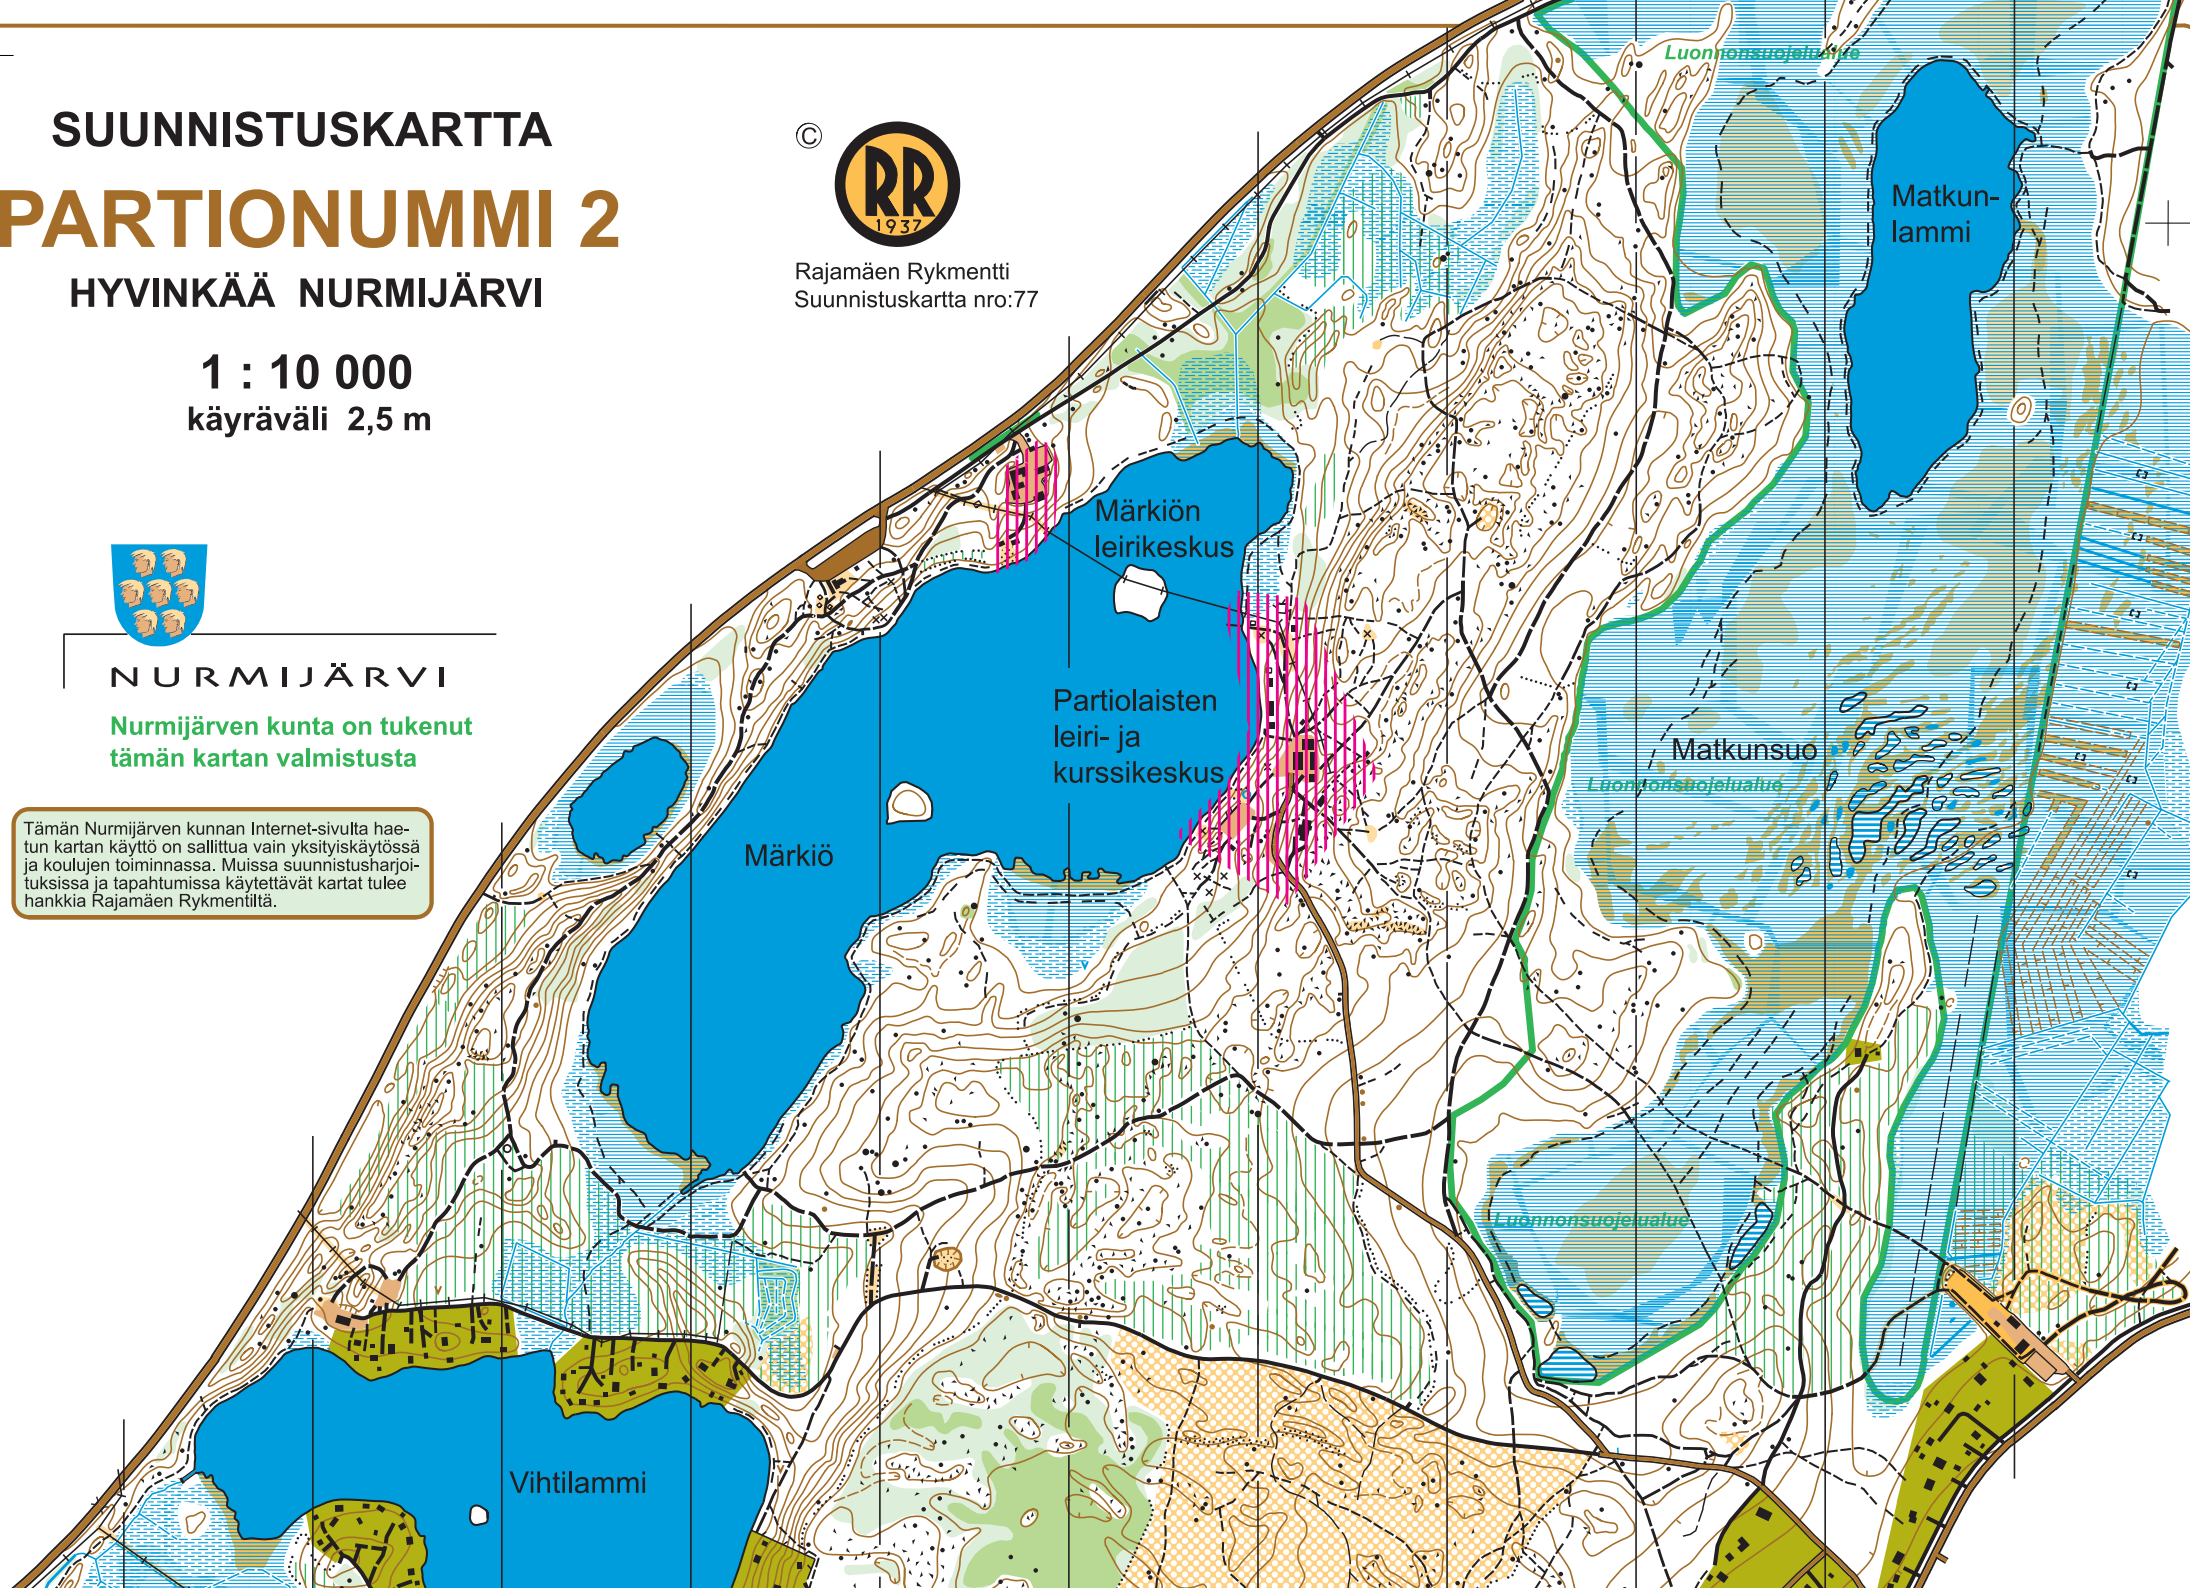 SUUNNISTUSKARTTA
PARTIONUMMI 2
HYVINKÄÄ NURMIJÄRVI
1 : 10 000
käyräväli 2,5 m
©
RR
1937
Rajamäen Rykmentti
Suunnistuskartta nro:77
NURMIJÄRVI
Nurmijärven kunta on tukenut
tämän kartan valmistusta
Tämän Nurmijärven kunnan Internet-sivulta hae-
tun kartan käyttö on sallittua vain yksityiskäytössä
ja koulujen toiminnassa. Muissa suunnistusharjoi-
tuksissa ja tapahtumissa käytettävät kartat tulee
hankkia Rajamäen Rykmentiltä.
Luonnonsuojelualue
Matkun-
lammi
Märkiön
leirikeskus
Partiolaisten
leiri- ja
kurssikeskus
Matkunsuo
Luonnonsuojelualue
Märkiö
Luonnonsuojelualue
Vihtilammi